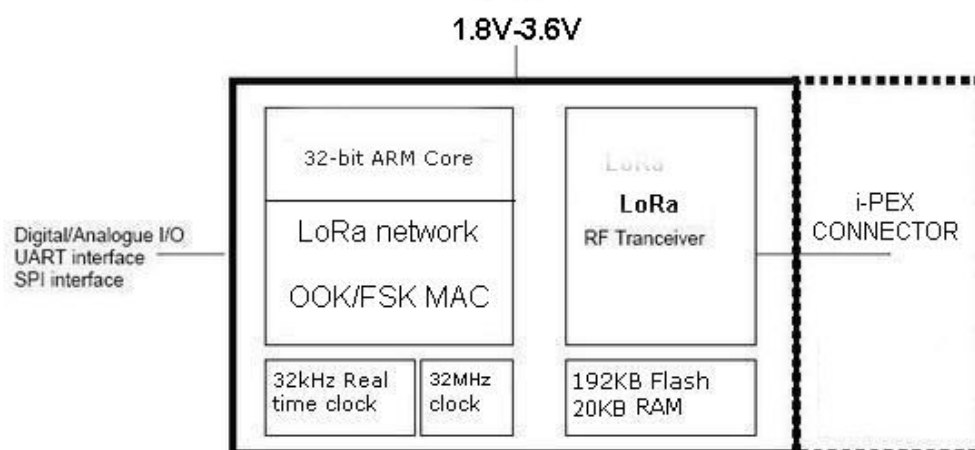 1.8V-3.6V
32-bit ARM Core
LoRa network
OOK/FSK MAC
LoRa
LoRa
RF Tranceiver
i-PEX
CONNECTOR
Digital/Analogue I/O
UART interface
SPI interface
32kHz Real
time clock
32MHz
clock
192KB Flash
20KB RAM